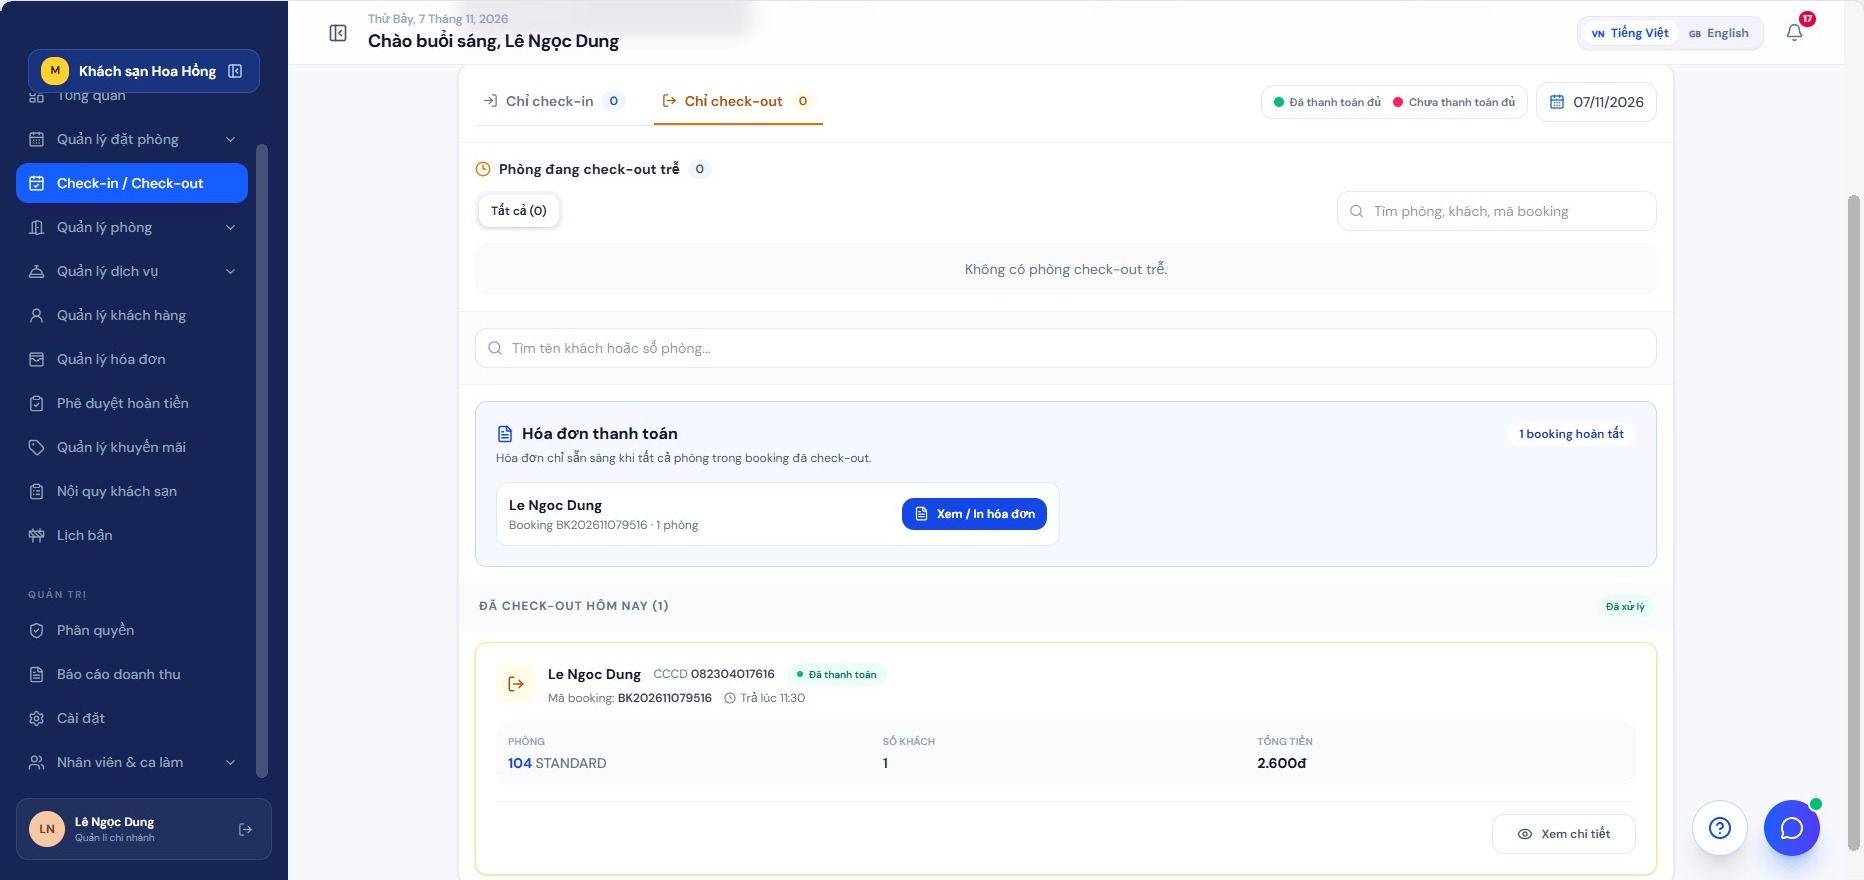 M Khách sạn Hoa Hồng
Tổng quan
Quản lý đặt phòng
Check-in / Check-out
Quản lý phòng
Quản lý dịch vụ
Quản lý khách hàng
Quản lý hóa đơn
Phê duyệt hoàn tiền
Quản lý khuyến mãi
Nội quy khách sạn
Lịch bận
QUẢN TRỊ
Phân quyền
Báo cáo doanh thu
Cài đặt
Nhân viên & ca làm
LN
Lê Ngọc Dung
Quản lí chi nhánh
Thứ Bảy, 7 Tháng 11, 2026
Chào buổi sáng, Lê Ngọc Dung
VN Tiếng Việt GB English
17
Chỉ check-in 0
Chỉ check-out 0
Đã thanh toán đủ
Chưa thanh toán đủ
07/11/2026
Phòng đang check-out trễ 0
Tất cả (0)
Tìm phòng, khách, mã booking
Không có phòng check-out trễ.
Tìm tên khách hoặc số phòng...
Hóa đơn thanh toán
1 booking hoàn tất
Hóa đơn chỉ sẵn sàng khi tất cả phòng trong booking đã check-out.
Le Ngoc Dung
Booking BK202611079516 · 1 phòng
Xem / In hóa đơn
ĐÃ CHECK-OUT HÔM NAY (1)
Đã xử lý
Le Ngoc Dung CCCD 082304017616 Đã thanh toán
Mã booking: BK202611079516 Trả lúc 11:30
PHÒNG SỐ KHÁCH TỔNG TIỀN
104 STANDARD 1 2.600đ
Xem chi tiết